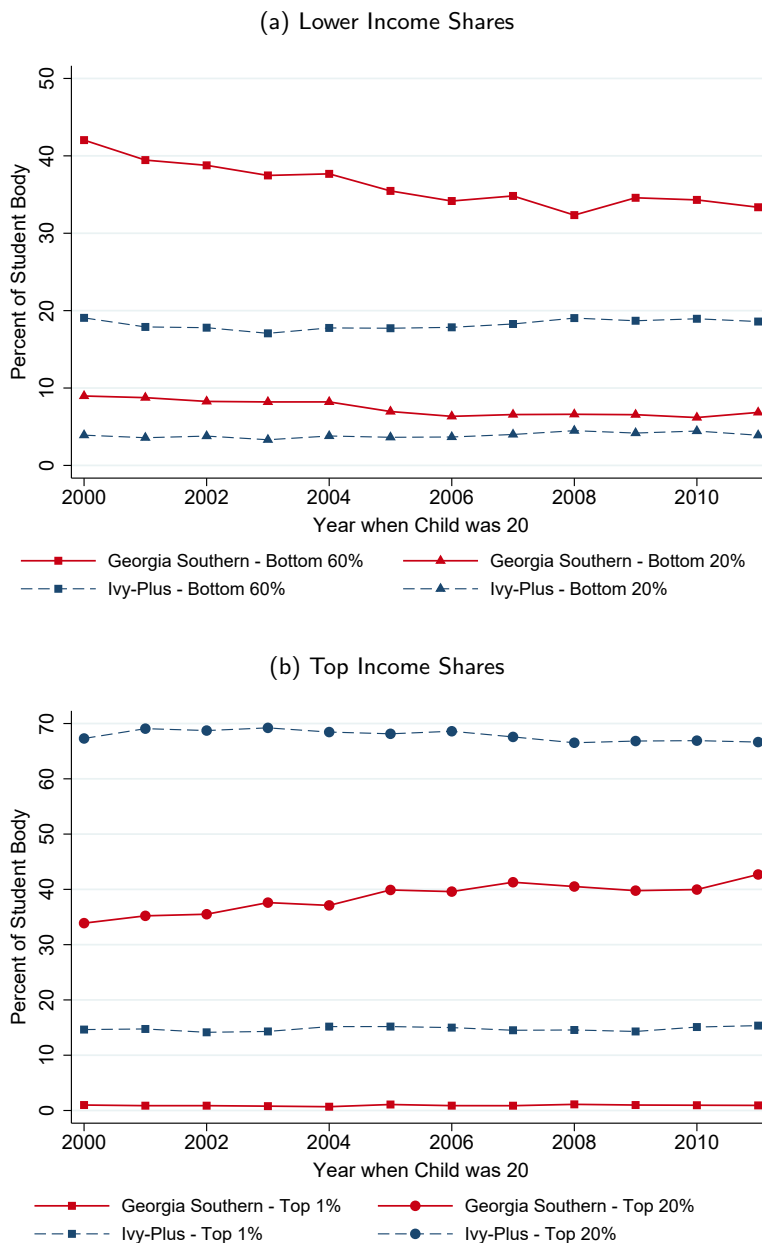 (a) Lower Income Shares
Percent of Student Body
50
40
30
20
10
0
2000 2002 2004 2006 2008 2010
Year when Child was 20
Georgia Southern - Bottom 60% Georgia Southern - Bottom 20%
Ivy-Plus - Bottom 60% Ivy-Plus - Bottom 20%
(b) Top Income Shares
Percent of Student Body
70
60
50
40
30
20
10
0
2000 2002 2004 2006 2008 2010
Year when Child was 20
Georgia Southern - Top 1% Georgia Southern - Top 20%
Ivy-Plus - Top 1% Ivy-Plus - Top 20%